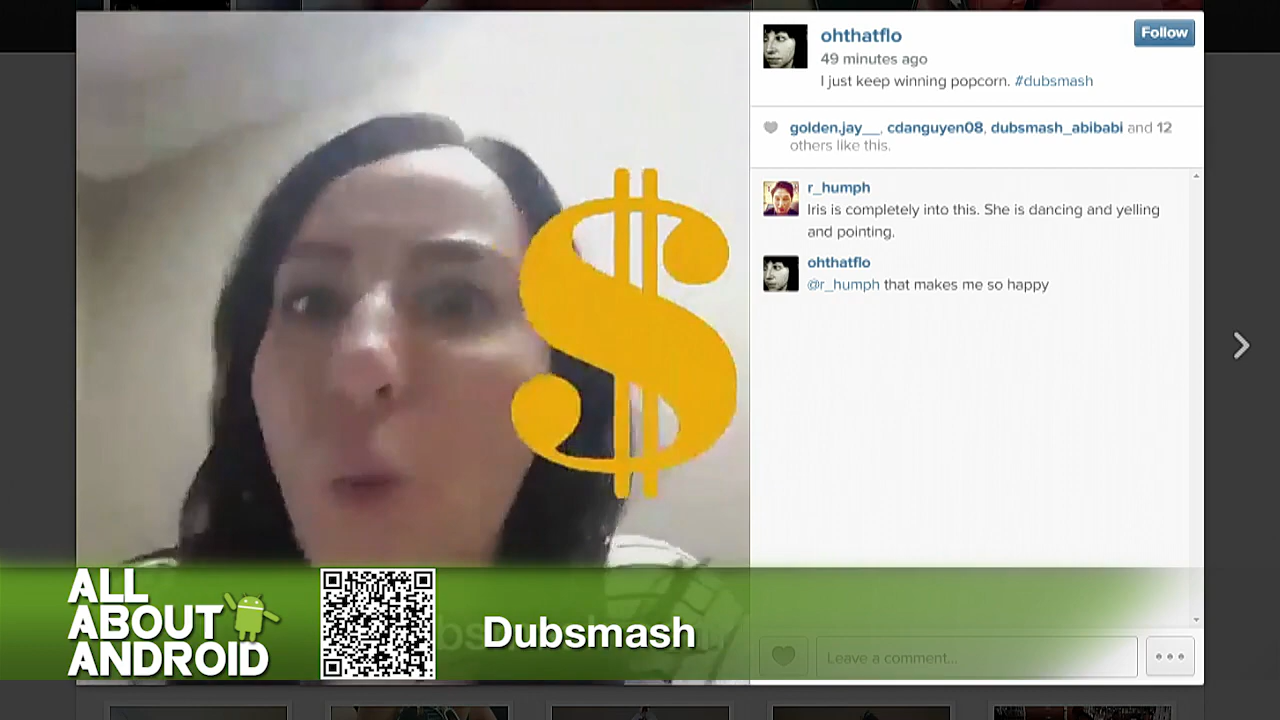 ohthatflo
Follow
49 minutes ago
I just keep winning popcorn. #dubsmash
golden.jay__, cdanguyen08, dubsmash_abibabi and 12
others like this.
r_humph
Iris is completely into this. She is dancing and yelling
and pointing.
ohthatflo
@r_humph that makes me so happy
$
ALL
ABOUT
ANDROID
Dubsmash
Leave a comment...